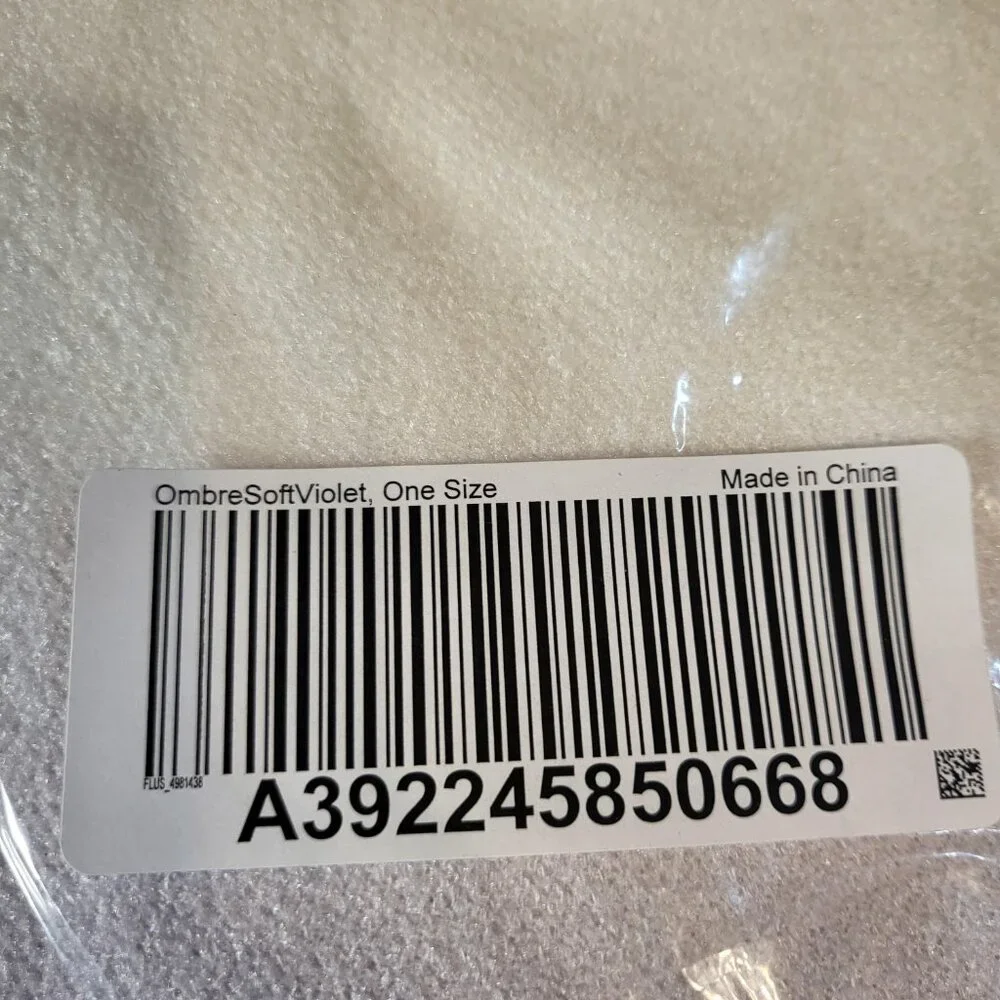 OmbreSoftViolet, One Size Made in China
FLUS_4981438
A392245850668